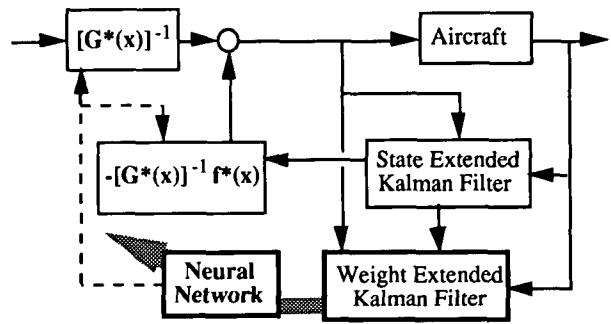 [G*(x)]⁻¹
Aircraft
-[G*(x)]⁻¹ f*(x)
State Extended
Kalman Filter
Neural
Network
Weight Extended
Kalman Filter